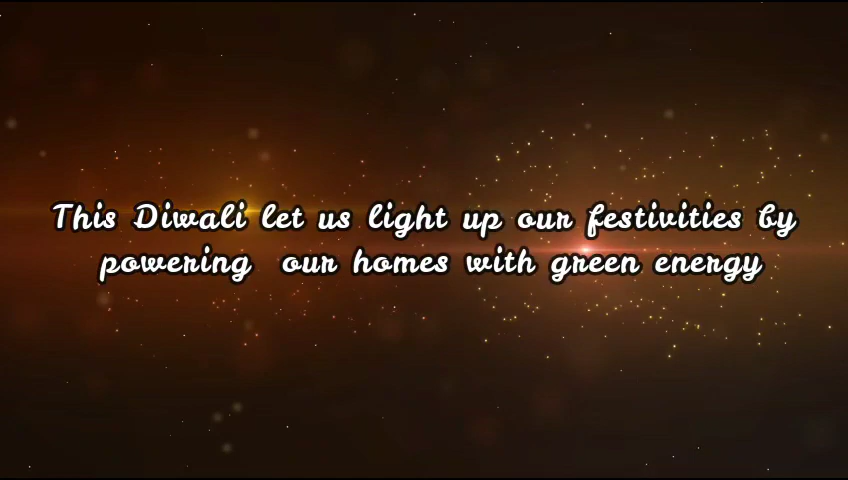 This Diwali let us light up our festivities by
powering our homes with green energy